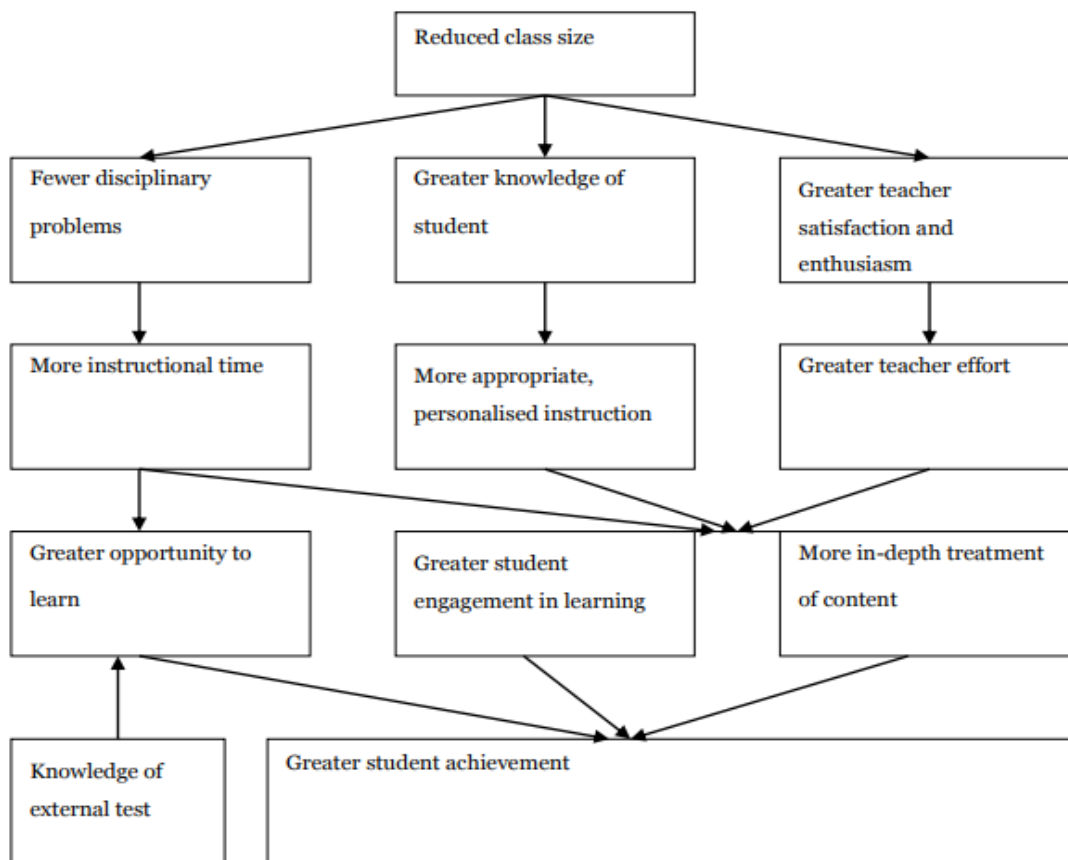 Reduced class size
Fewer disciplinary
problems
Greater knowledge of
student
Greater teacher
satisfaction and
enthusiasm
More instructional time
More appropriate,
personalised instruction
Greater teacher effort
Greater opportunity to
learn
Greater student
engagement in learning
More in-depth treatment
of content
Knowledge of
external test
Greater student achievement